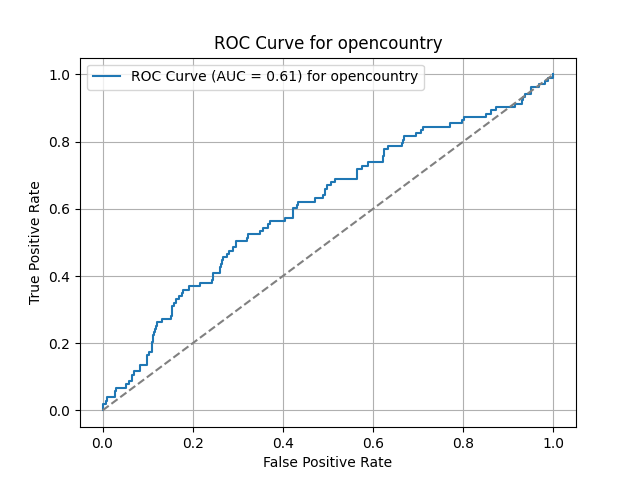 ROC Curve for opencountry
ROC Curve (AUC = 0.61) for opencountry
1.0
0.8
0.6
0.4
0.2
0.0
True Positive Rate
0.0 0.2 0.4 0.6 0.8 1.0
False Positive Rate